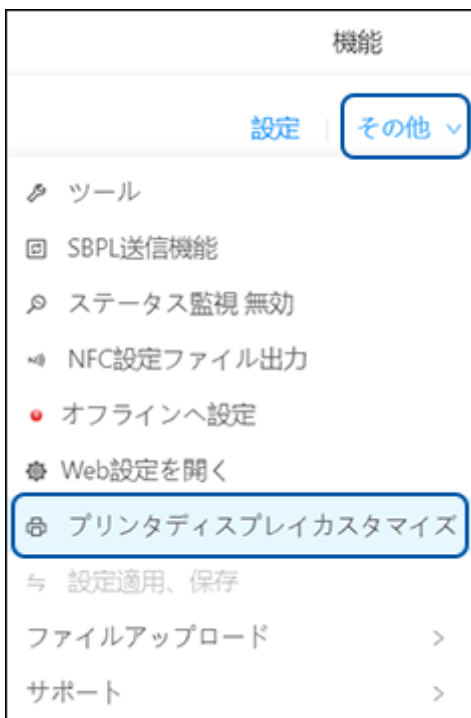 機能
設定 その他
ツール
SBPL送信機能
ステータス監視 無効
NFC設定ファイル出力
オフラインへ設定
Web設定を開く
プリンタディスプレイカスタマイズ
設定適用、保存
ファイルアップロード
サポート